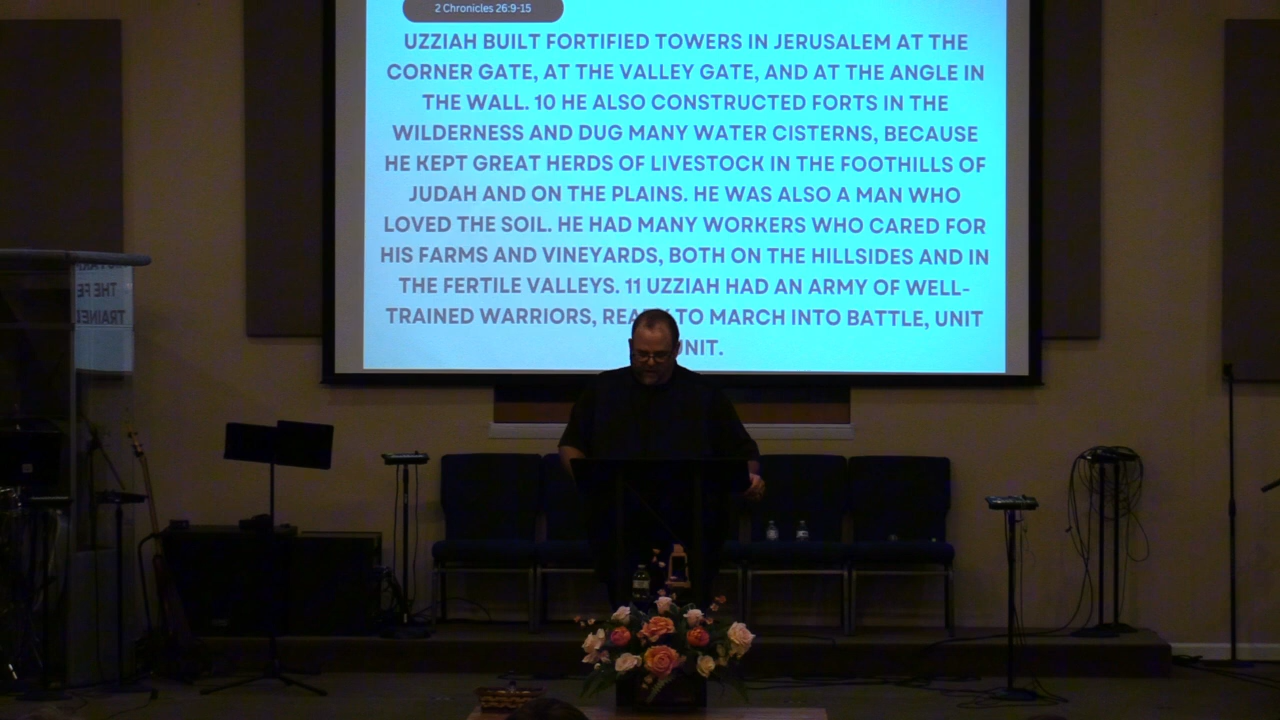 2 Chronicles 26:9-15
UZZIAH BUILT FORTIFIED TOWERS IN JERUSALEM AT THE
CORNER GATE, AT THE VALLEY GATE, AND AT THE ANGLE IN
THE WALL. 10 HE ALSO CONSTRUCTED FORTS IN THE
WILDERNESS AND DUG MANY WATER CISTERNS, BECAUSE
HE KEPT GREAT HERDS OF LIVESTOCK IN THE FOOTHILLS OF
JUDAH AND ON THE PLAINS. HE WAS ALSO A MAN WHO
LOVED THE SOIL. HE HAD MANY WORKERS WHO CARED FOR
HIS FARMS AND VINEYARDS, BOTH ON THE HILLSIDES AND IN
THE FERTILE VALLEYS. 11 UZZIAH HAD AN ARMY OF WELL-
TRAINED WARRIORS, TO MARCH INTO BATTLE, UNIT
UNIT.